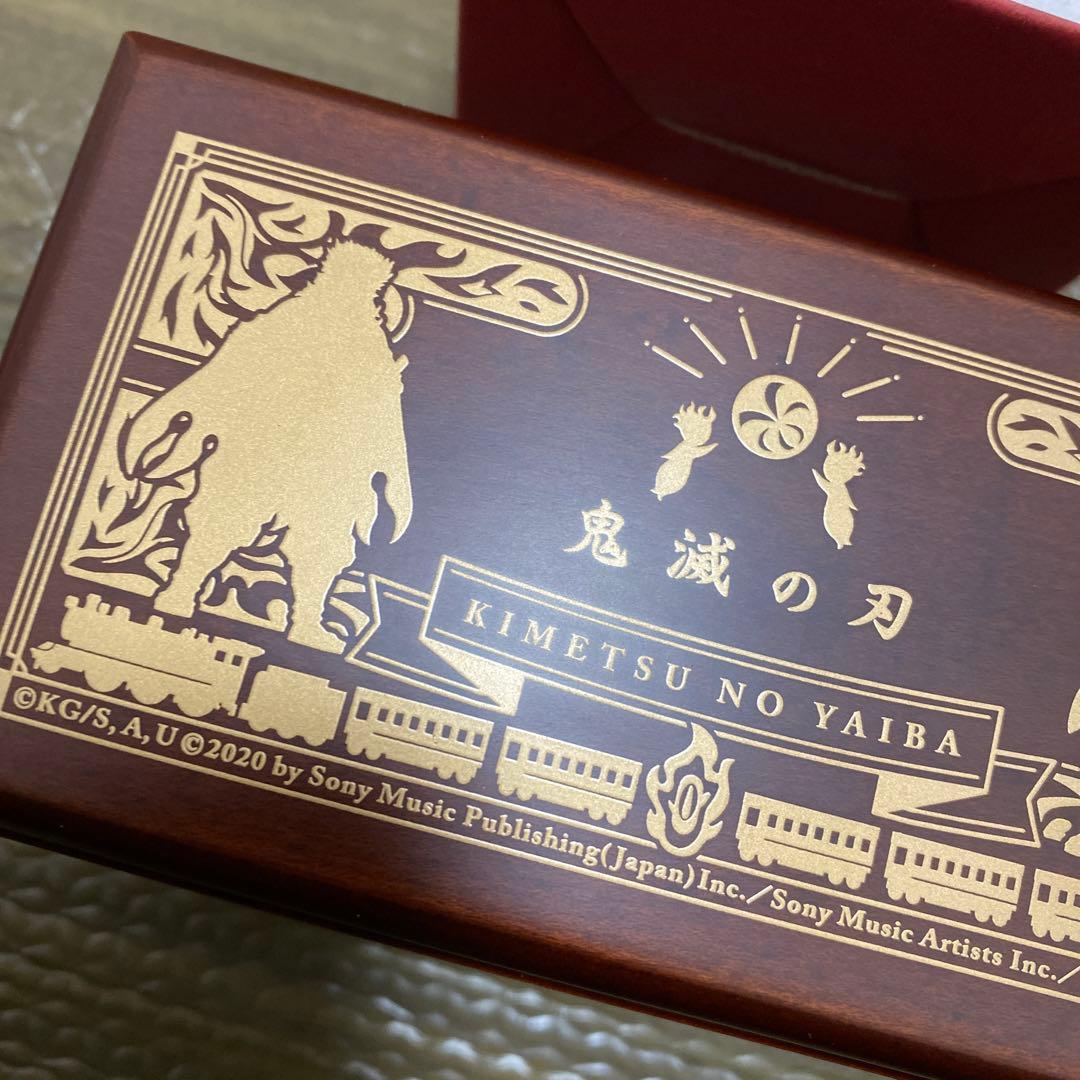 鬼滅の刃
KIMETSU NO YAIBA
©KG/S, A, U ©2020 by Sony Music Publishing(Japan)Inc./Sony Music Artists Inc./